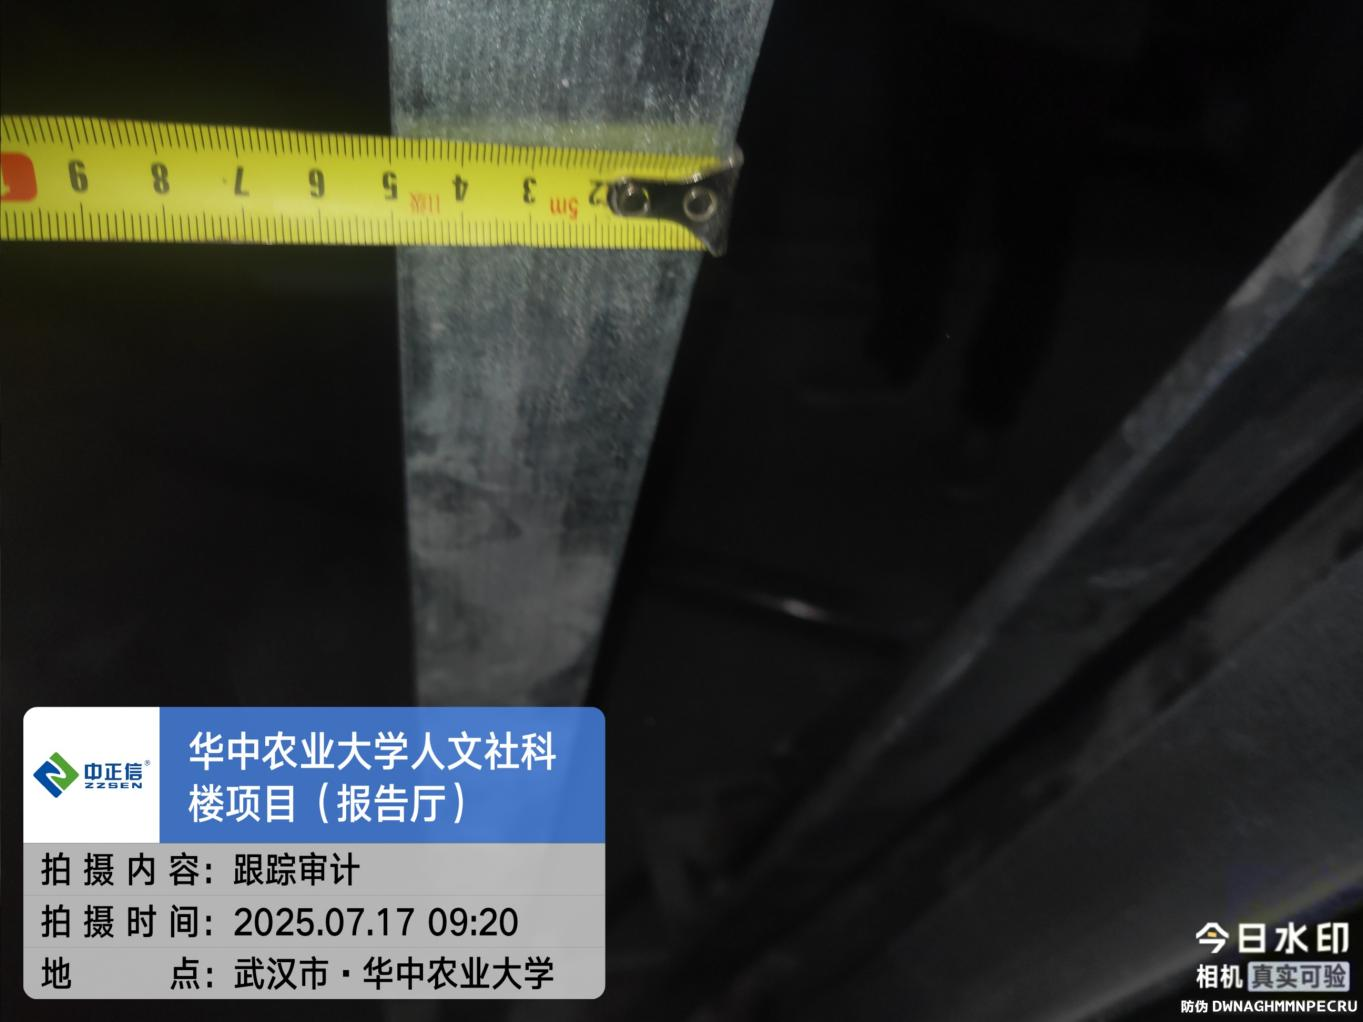 9 8 7 6 5 4 3 2
5m
中正信®
ZZSEN
华中农业大学人文社科
楼项目（报告厅）
拍摄内容：跟踪审计
拍摄时间：2025.07.17 09:20
地点：武汉市·华中农业大学
今日水印
相机 真实可验
防伪 DWNAGHMMNPECRU